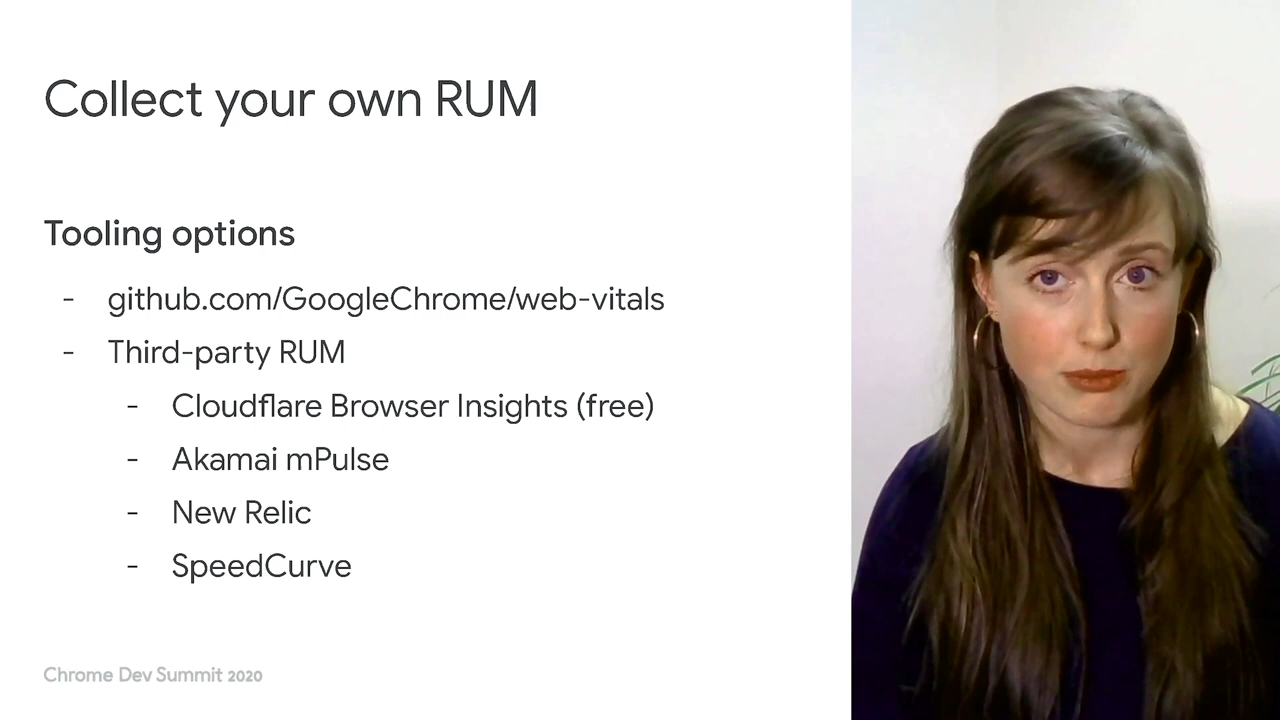 Collect your own RUM
Tooling options
- github.com/GoogleChrome/web-vitals
- Third-party RUM
- Cloudflare Browser Insights (free)
- Akamai mPulse
- New Relic
- SpeedCurve
Chrome Dev Summit 2020